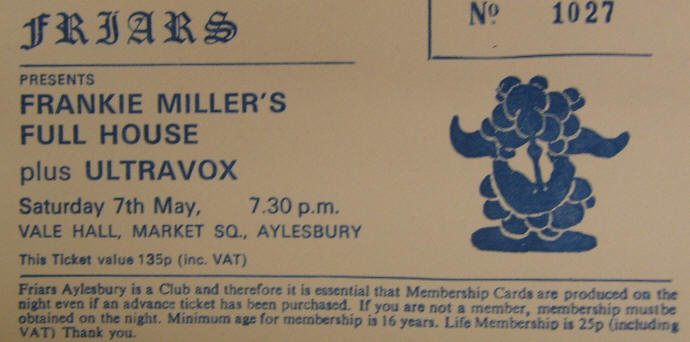 FRIARS
Nº 1027
PRESENTS
FRANKIE MILLER'S
FULL HOUSE
plus ULTRAVOX
Saturday 7th May, 7.30 p.m.
VALE HALL, MARKET SQ., AYLESBURY
This Ticket value 135p (inc. VAT)
Friars Aylesbury is a Club and therefore it is essential that Membership Cards are produced on the
night even if an advance ticket has been purchased. If you are not a member, membership must be
obtained on the night. Minimum age for membership is 16 years. Life Membership is 25p (including
VAT) Thank you.